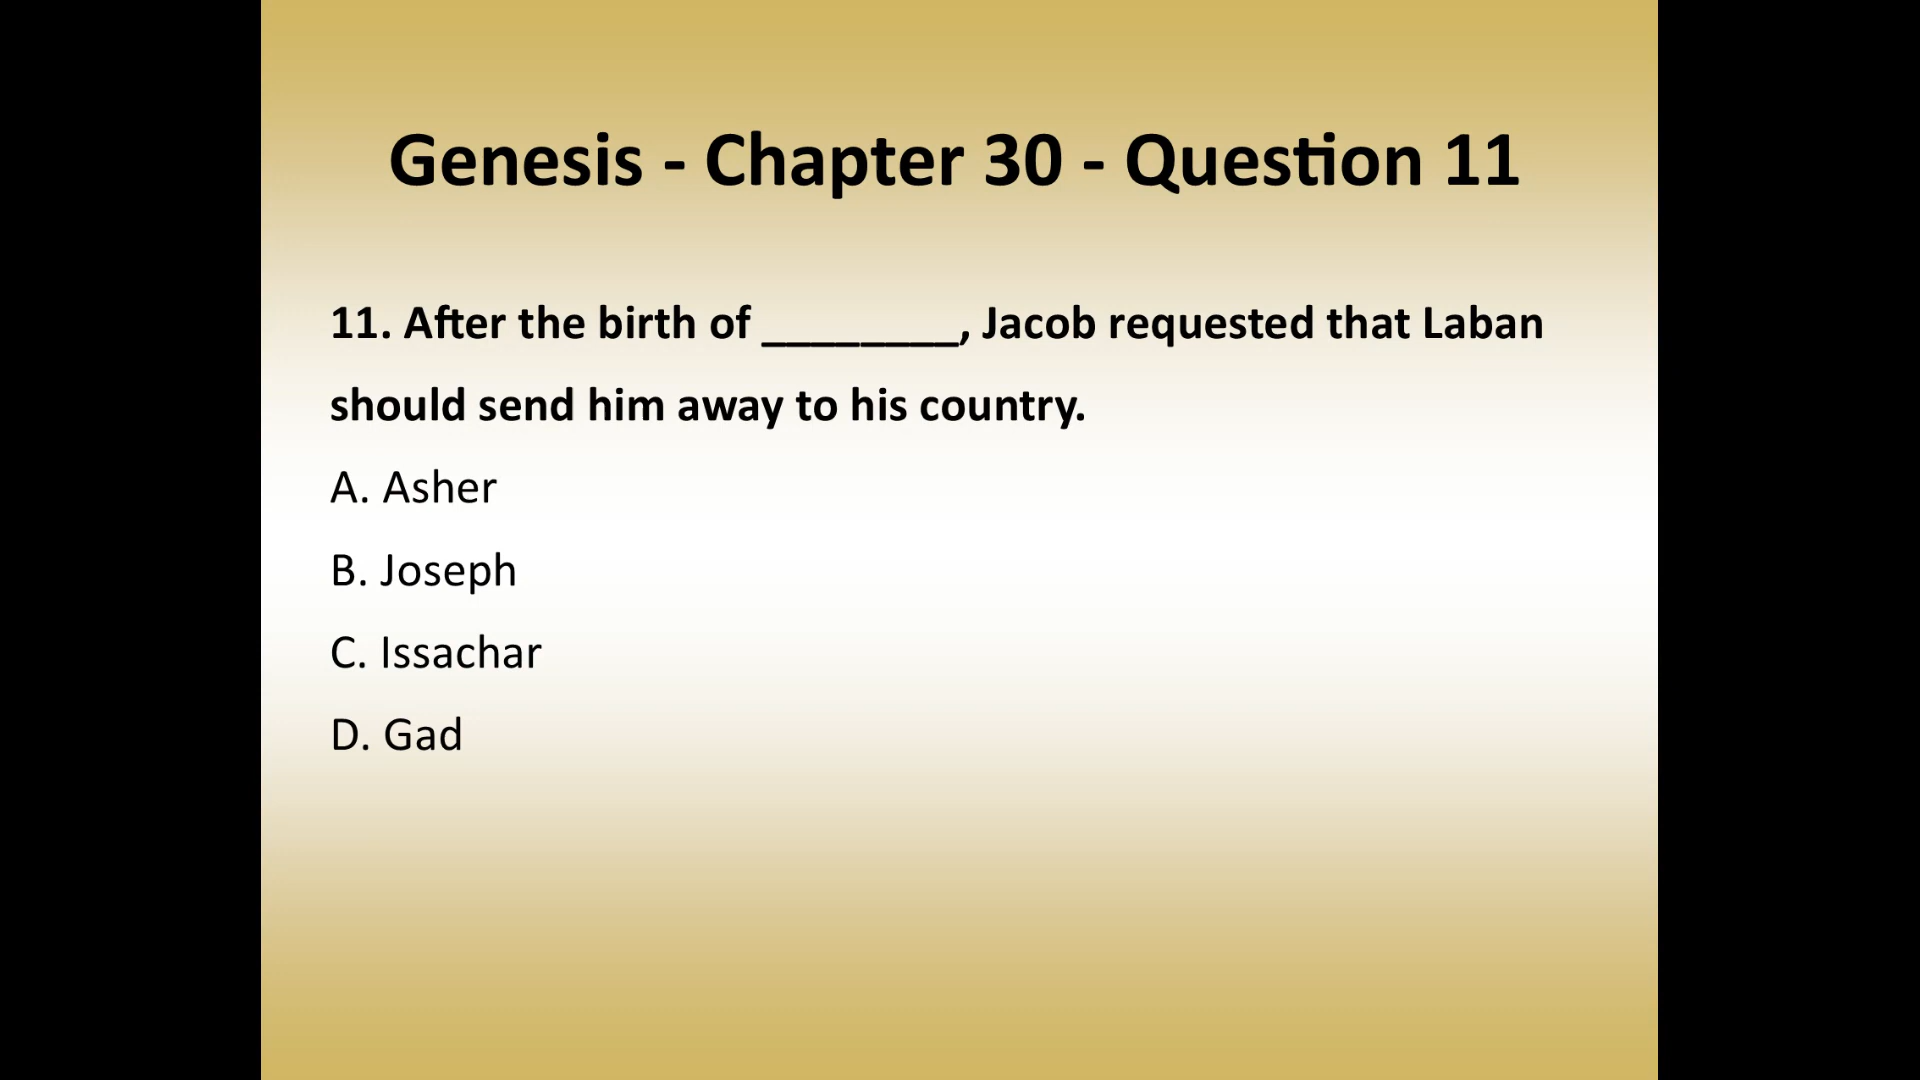 Genesis - Chapter 30 - Question 11
11. After the birth of ________, Jacob requested that Laban
should send him away to his country.
A. Asher
B. Joseph
C. Issachar
D. Gad